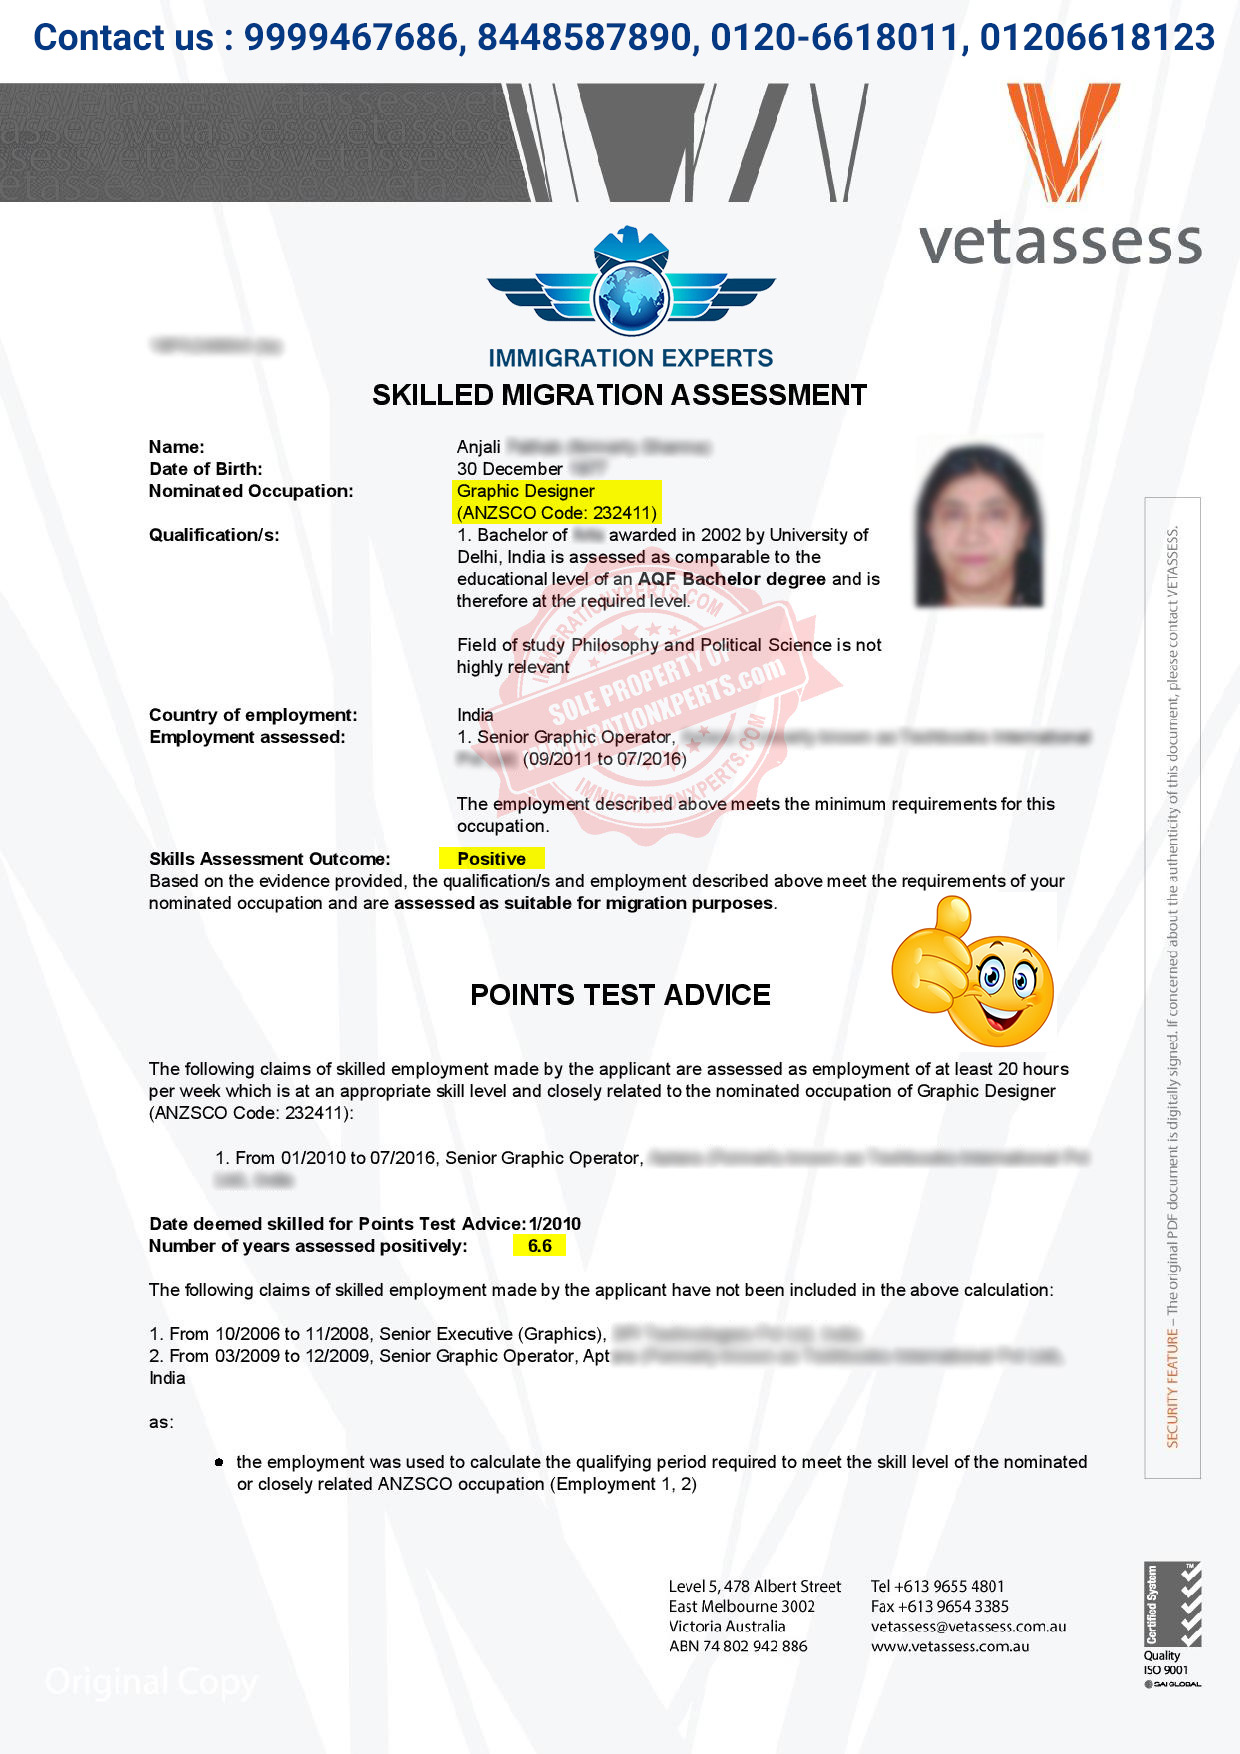 Contact us : 9999467686, 8448587890, 0120-6618011, 01206618123
vetassess
IMMIGRATION EXPERTS
SKILLED MIGRATION ASSESSMENT
Name: Anjali
Date of Birth: 30 December
Nominated Occupation: Graphic Designer
(ANZSCO Code: 232411)
Qualification/s: 1. Bachelor of awarded in 2002 by University of
Delhi, India is assessed as comparable to the
educational level of an AQF Bachelor degree and is
therefore at the required level.
Field of study Philosophy and Political Science is not
highly relevant
IMMIGRATIONXPERTS.COM
SOLE PROPERTY OF
IMMIGRATIONXPERTS.com
IMMIGRATIONXPERTS.COM
Country of employment: India
Employment assessed: 1. Senior Graphic Operator,
(09/2011 to 07/2016)
The employment described above meets the minimum requirements for this
occupation.
Skills Assessment Outcome: Positive
Based on the evidence provided, the qualification/s and employment described above meet the requirements of your
nominated occupation and are assessed as suitable for migration purposes.
POINTS TEST ADVICE
The following claims of skilled employment made by the applicant are assessed as employment of at least 20 hours
per week which is at an appropriate skill level and closely related to the nominated occupation of Graphic Designer
(ANZSCO Code: 232411):
1. From 01/2010 to 07/2016, Senior Graphic Operator,
Date deemed skilled for Points Test Advice: 1/2010
Number of years assessed positively: 6.6
The following claims of skilled employment made by the applicant have not been included in the above calculation:
1. From 10/2006 to 11/2008, Senior Executive (Graphics),
2. From 03/2009 to 12/2009, Senior Graphic Operator, Apt
India
as:
• the employment was used to calculate the qualifying period required to meet the skill level of the nominated
or closely related ANZSCO occupation (Employment 1, 2)
SECURITY FEATURE – The original PDF document is digitally signed. If concerned about the authenticity of this document, please contact VETASSESS.
Level 5, 478 Albert Street
East Melbourne 3002
Victoria Australia
ABN 74 802 942 886
Tel +613 9655 4801
Fax +613 9654 3385
vetassess@vetassess.com.au
www.vetassess.com.au
Certified System
TM
Quality
ISO 9001
SAI GLOBAL
Original Copy